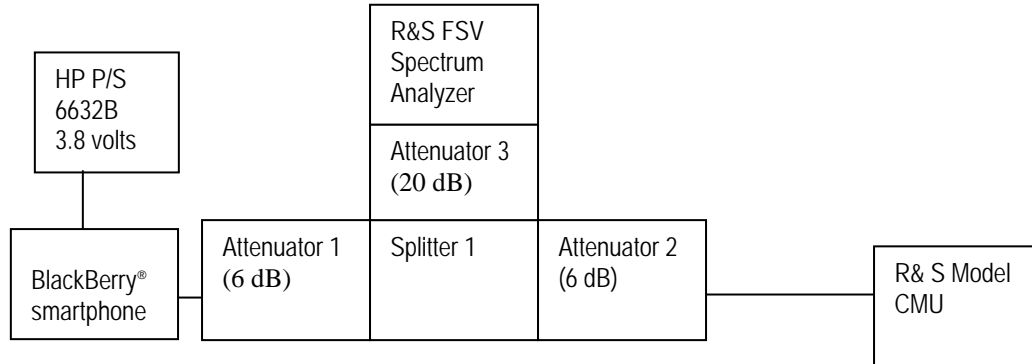 R&S FSV
Spectrum
Analyzer
HP P/S
6632B
3.8 volts
Attenuator 3
(20 dB)
Attenuator 1
(6 dB)
Splitter 1
Attenuator 2
(6 dB)
BlackBerry®
smartphone
R& S Model
CMU